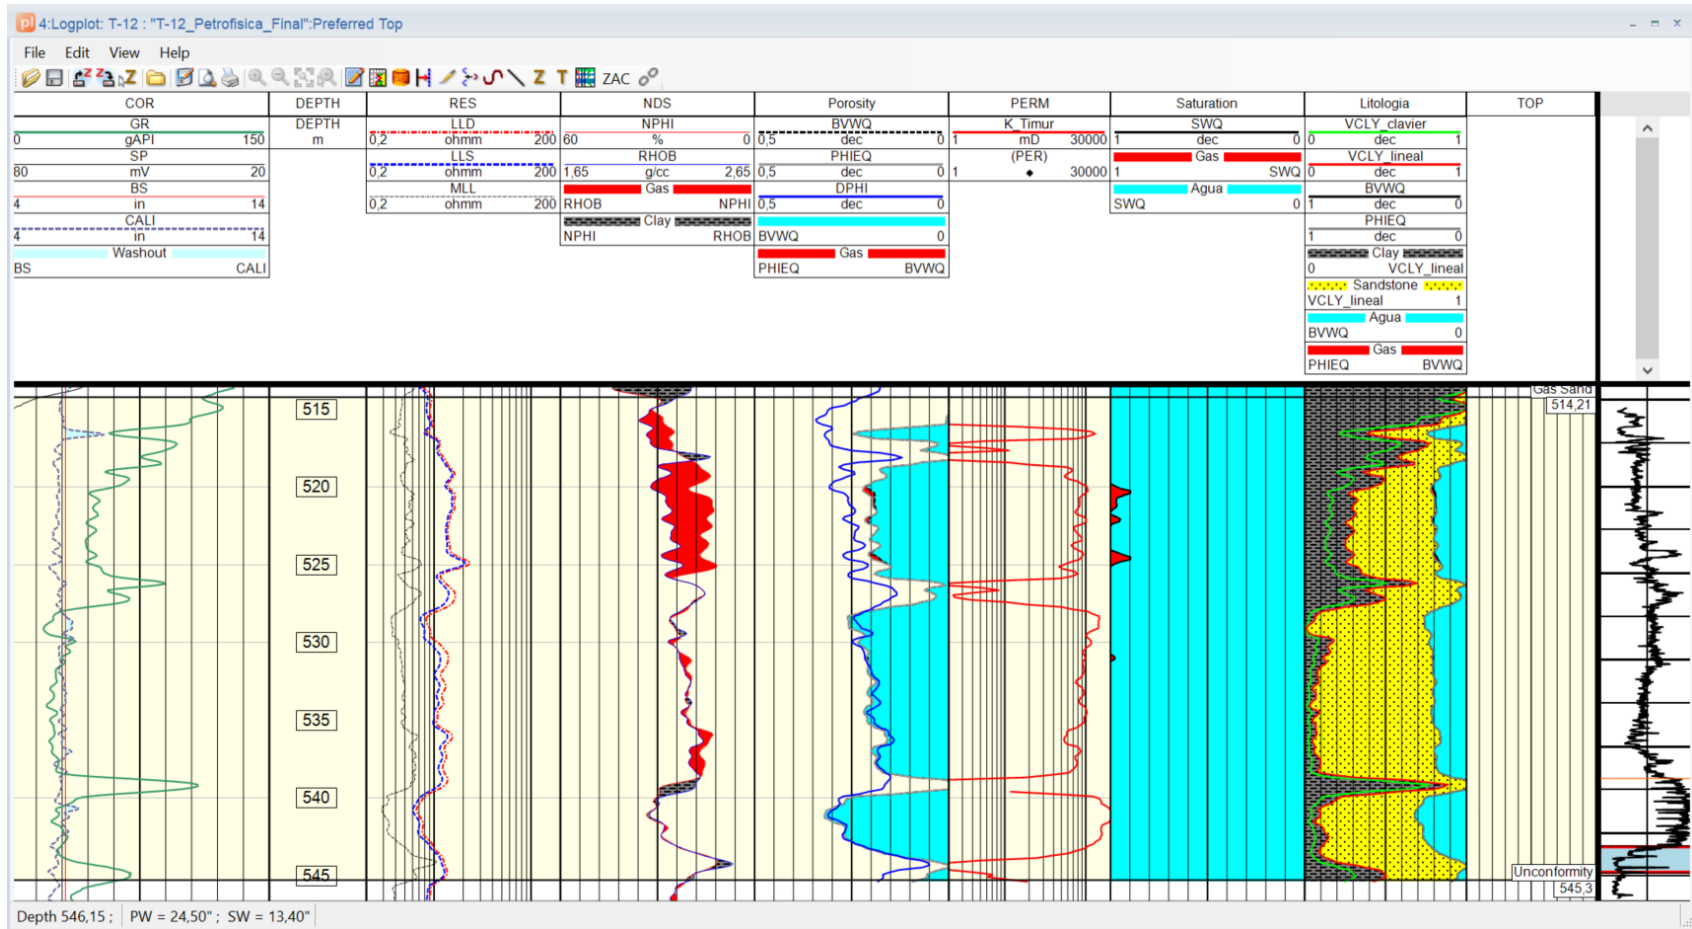 4:Logplot: T-12 : "T-12_Petrofisica_Final":Preferred Top
File Edit View Help
Z T ZAC
COR DEPTH RES NDS Porosity PERM Saturation Litologia TOP
GR DEPTH LLD NPHI BVWQ K_Timur SWQ VCLY_clavier
0 gAPI 150 m 0,2 ohmm 200 60 % 0 0,5 dec 0 1 mD 30000 1 dec 0 0 dec 1
SP LLS RHOB PHIEQ (PER) Gas VCLY_lineal
80 mV 20 0,2 ohmm 200 1,65 g/cc 2,65 0,5 dec 0 1 30000 1 SWQ 0 dec 1
BS MLL Gas DPHI Agua BVWQ
4 in 14 0,2 ohmm 200 RHOB NPHI 0,5 dec 0 SWQ 0 1 dec 0
CALI Clay PHIEQ
4 in 14 NPHI RHOB BVWQ 0 1 dec 0
Washout Gas Clay
BS CALI PHIEQ BVWQ 0 VCLY_lineal
Sandstone
VCLY_lineal 1
Agua
BVWQ 0
Gas
PHIEQ BVWQ
Gas Sand
515 514,21
520
525
530
535
540
545 Unconformity
545,3
Depth 546,15 ; PW = 24,50" ; SW = 13,40"